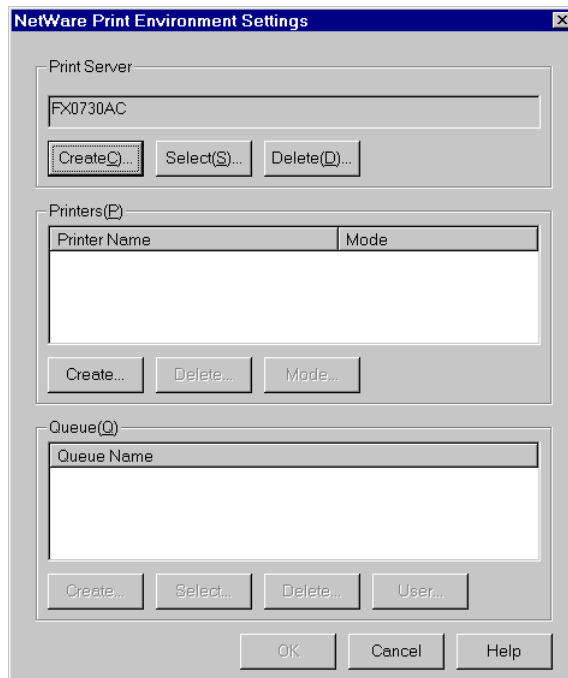 NetWare Print Environment Settings
Print Server
FX0730AC
CreateC)... Select(S)... Delete(D)...
Printers(P)
Printer Name Mode
Create... Delete... Mode...
Queue(Q)
Queue Name
Create... Select... Delete... User...
OK Cancel Help